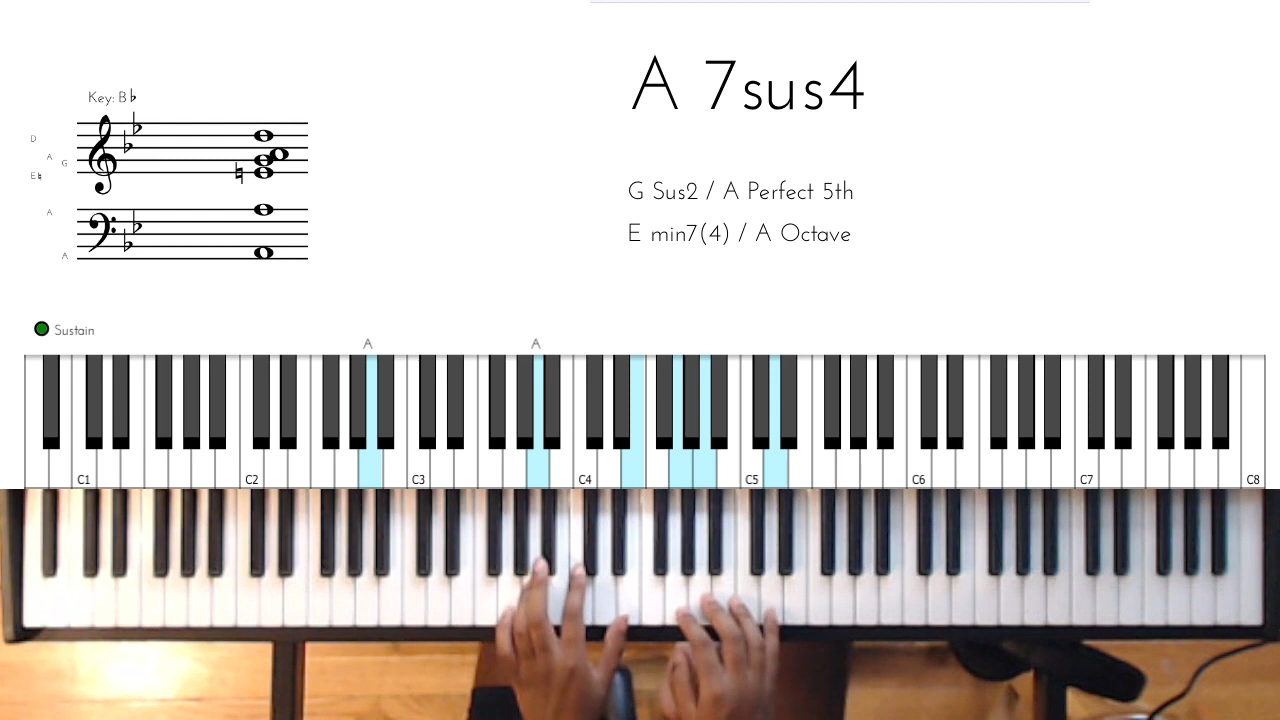 A 7sus4
Key: B♭
D
A
G
E♮
A
A
G Sus2 / A Perfect 5th
E min7(4) / A Octave
Sustain
A A
C1 C2 C3 C4 C5 C6 C7 C8